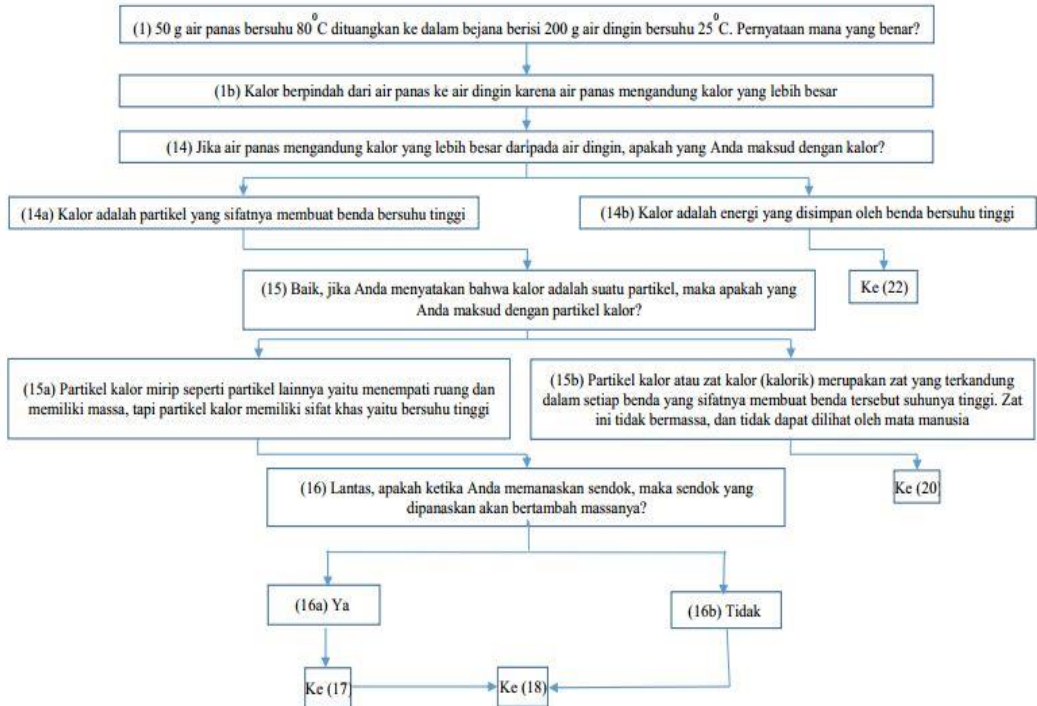 (1) 50 g air panas bersuhu 80⁰C dituangkan ke dalam bejana berisi 200 g air dingin bersuhu 25⁰C. Pernyataan mana yang benar?
(1b) Kalor berpindah dari air panas ke air dingin karena air panas mengandung kalor yang lebih besar
(14) Jika air panas mengandung kalor yang lebih besar daripada air dingin, apakah yang Anda maksud dengan kalor?
(14a) Kalor adalah partikel yang sifatnya membuat benda bersuhu tinggi
(14b) Kalor adalah energi yang disimpan oleh benda bersuhu tinggi
Ke (22)
(15) Baik, jika Anda menyatakan bahwa kalor adalah suatu partikel, maka apakah yang
Anda maksud dengan partikel kalor?
(15a) Partikel kalor mirip seperti partikel lainnya yaitu menempati ruang dan
memiliki massa, tapi partikel kalor memiliki sifat khas yaitu bersuhu tinggi
(15b) Partikel kalor atau zat kalor (kalorik) merupakan zat yang terkandung
dalam setiap benda yang sifatnya membuat benda tersebut suhunya tinggi. Zat
ini tidak bermassa, dan tidak dapat dilihat oleh mata manusia
Ke (20)
(16) Lantas, apakah ketika Anda memanaskan sendok, maka sendok yang
dipanaskan akan bertambah massanya?
(16a) Ya
(16b) Tidak
Ke (17)
Ke (18)